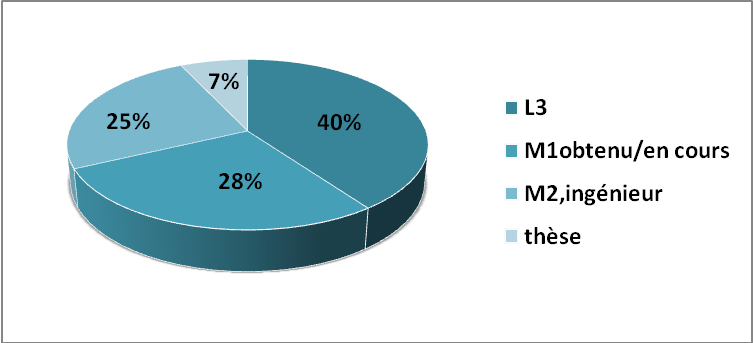 7%
40%
25%
28%
L3
M1obtenu/en cours
M2,ingénieur
thèse